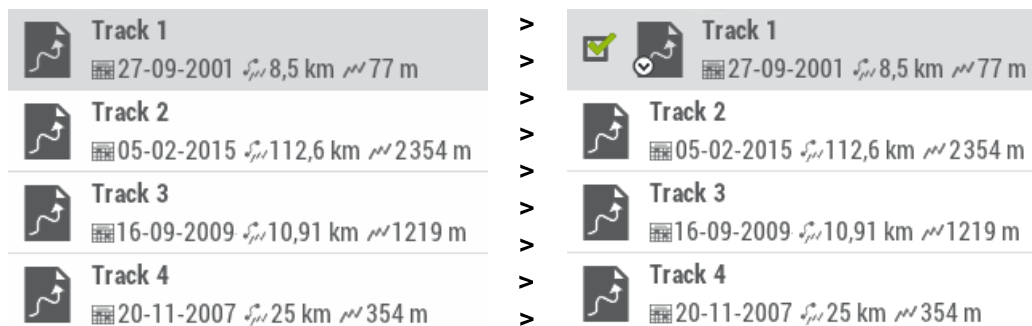 Track 1
27-09-2001 8,5 km 77 m
Track 2
05-02-2015 112,6 km 2354 m
Track 3
16-09-2009 10,91 km 1219 m
Track 4
20-11-2007 25 km 354 m
>
>
>
>
>
>
>
>
>
Track 1
27-09-2001 8,5 km 77 m
Track 2
05-02-2015 112,6 km 2354 m
Track 3
16-09-2009 10,91 km 1219 m
Track 4
20-11-2007 25 km 354 m